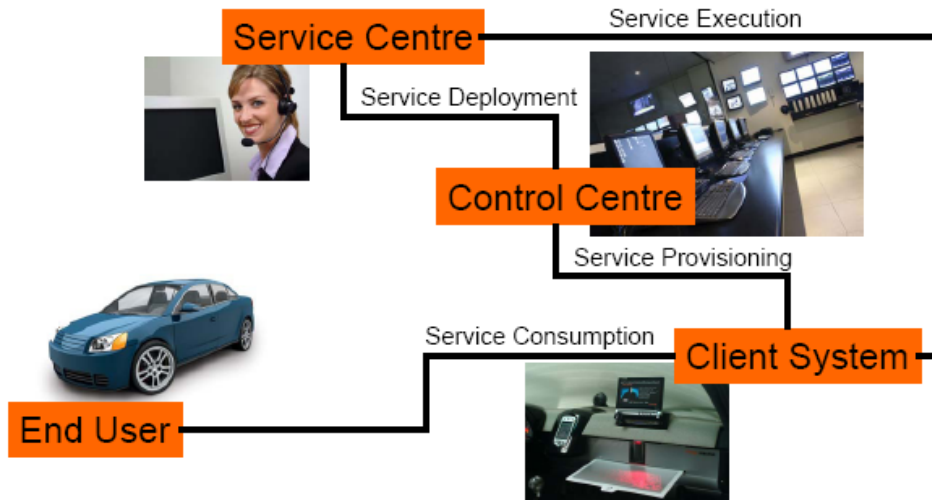 Service Execution
Service Centre
Service Deployment
Control Centre
Service Provisioning
Service Consumption
Client System
End User